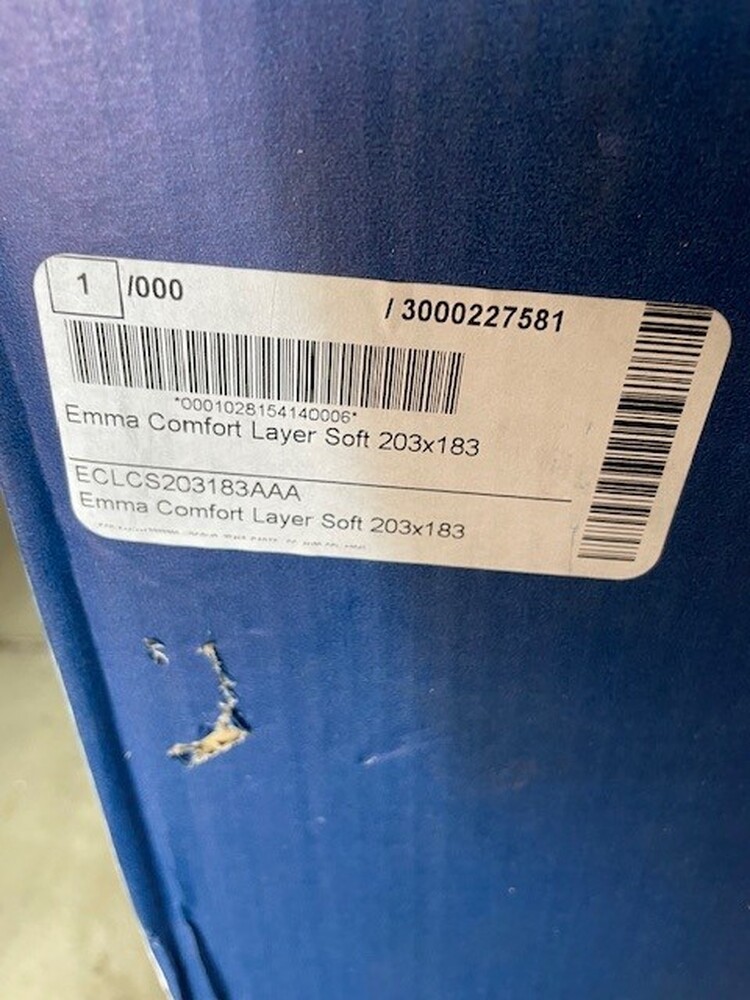 1 /000 / 3000227581
*0001028154140006*
Emma Comfort Layer Soft 203x183
ECLCS203183AAA
Emma Comfort Layer Soft 203x183